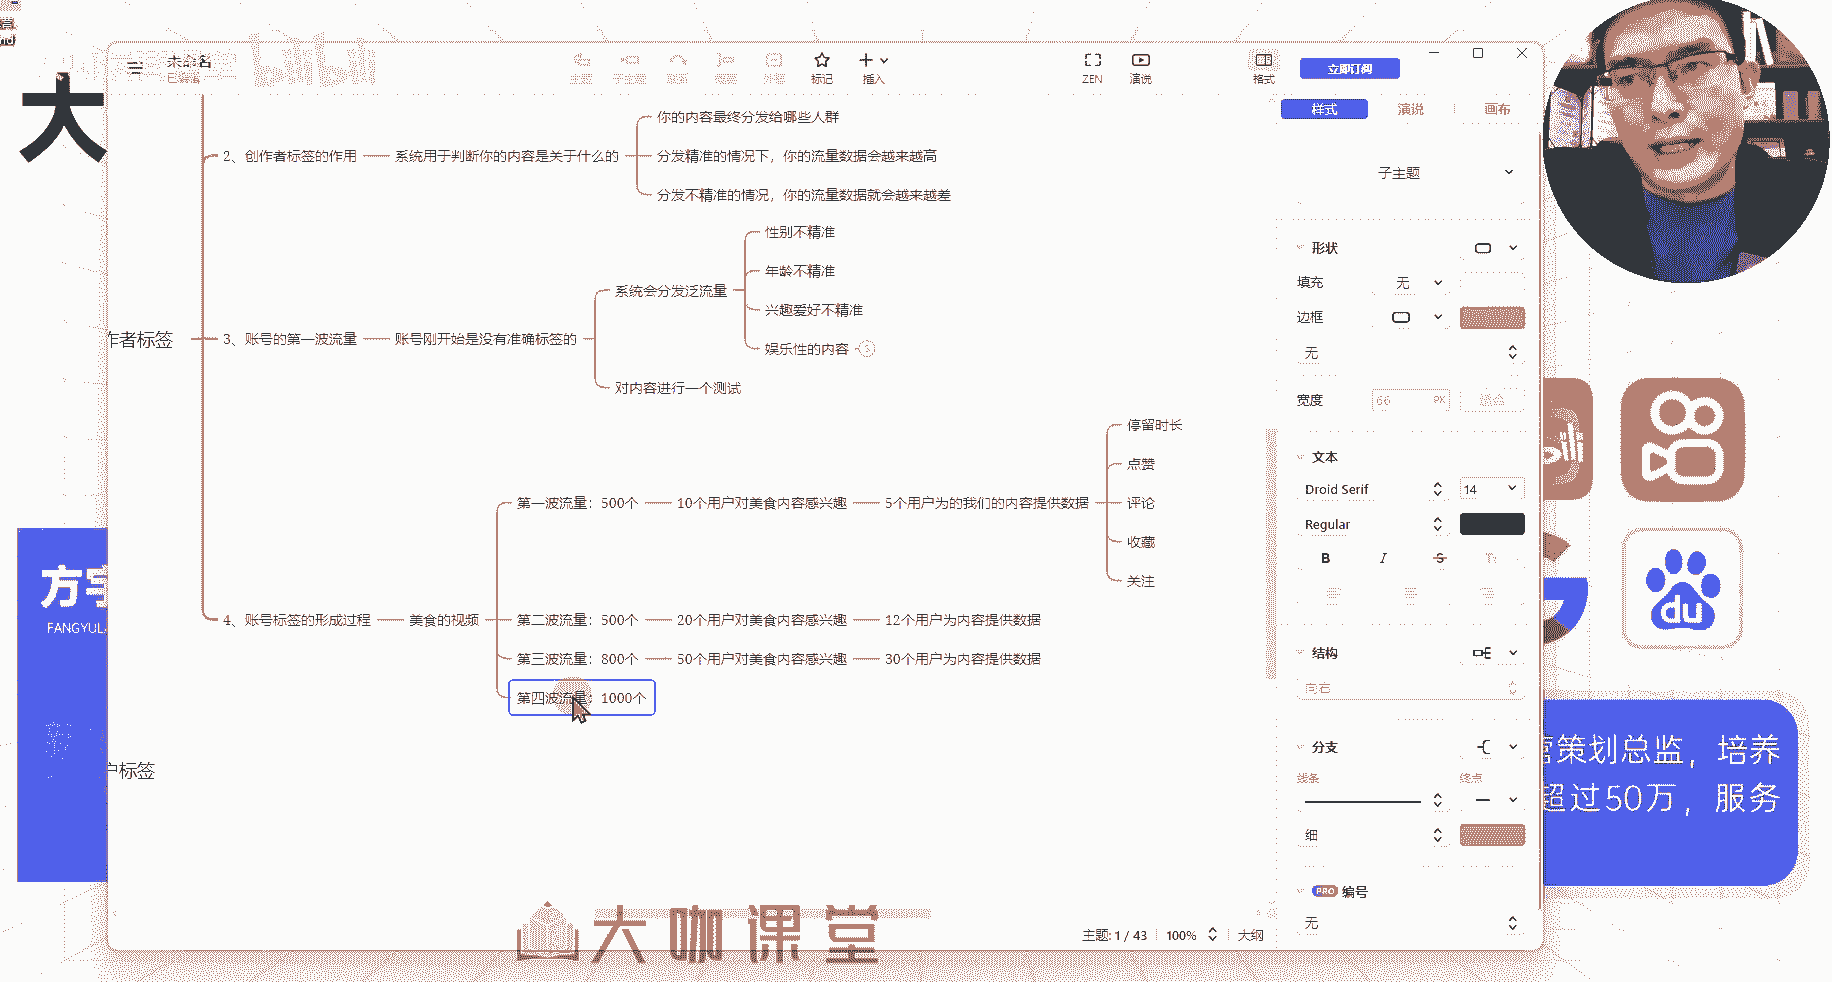 nd
大
未命名
已编辑
bilibili
主题
子主题
联系
概要
外框
标记
插入
ZEN
演说
格式
立即订阅
样式
演说
画布
你的内容最终分发给哪些人群
2、创作者标签的作用
系统用于判断你的内容是关于什么的
分发精准的情况下，你的流量数据会越来越高
分发不精准的情况，你的流量数据就会越来越差
性别不精准
年龄不精准
系统会分发泛流量
兴趣爱好不精准
娱乐性的内容
作者标签
3、账号的第一波流量
账号刚开始是没有准确标签的
对内容进行一个测试
停留时长
点赞
第一波流量：500个
10个用户对美食内容感兴趣
5个用户为的我们的内容提供数据
评论
收藏
关注
4、账号标签的形成过程
美食的视频
第二波流量：500个
20个用户对美食内容感兴趣
12个用户为内容提供数据
第三波流量：800个
50个用户对美食内容感兴趣
30个用户为内容提供数据
第四波流量：1000个
户标签
子主题
形状
填充
无
边框
无
宽度
66
PX
文本
Droid Serif
14
Regular
B
I
S
结构
向右
分支
线条
终点
细
PRO
编号
无
主题: 1 / 43
100%
大纲
方宇
FANGYUL
du
营策划总监，培养
超过50万，服务
大咖课堂